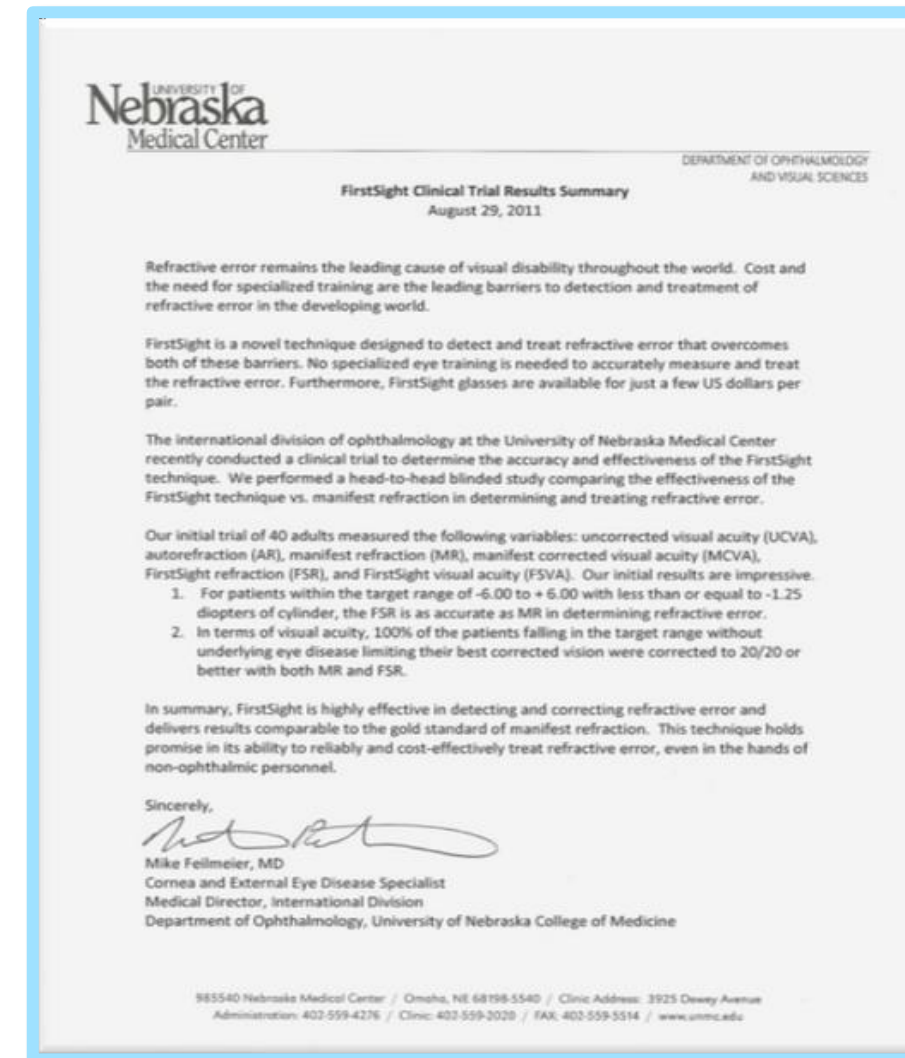 UNIVERSITY OF
Nebraska
Medical Center
DEPARTMENT OF OPHTHALMOLOGY
AND VISUAL SCIENCES
FirstSight Clinical Trial Results Summary
August 29, 2011
Refractive error remains the leading cause of visual disability throughout the world. Cost and
the need for specialized training are the leading barriers to detection and treatment of
refractive error in the developing world.
FirstSight is a novel technique designed to detect and treat refractive error that overcomes
both of these barriers. No specialized eye training is needed to accurately measure and treat
the refractive error. Furthermore, FirstSight glasses are available for just a few US dollars per
pair.
The international division of ophthalmology at the University of Nebraska Medical Center
recently conducted a clinical trial to determine the accuracy and effectiveness of the FirstSight
technique. We performed a head-to-head blinded study comparing the effectiveness of the
FirstSight technique vs. manifest refraction in determining and treating refractive error.
Our initial trial of 40 adults measured the following variables: uncorrected visual acuity (UCVA),
autorefraction (AR), manifest refraction (MR), manifest corrected visual acuity (MCVA),
FirstSight refraction (FSR), and FirstSight visual acuity (FSVA). Our initial results are impressive.
1. For patients within the target range of -6.00 to + 6.00 with less than or equal to -1.25
diopters of cylinder, the FSR is as accurate as MR in determining refractive error.
2. In terms of visual acuity, 100% of the patients falling in the target range without
underlying eye disease limiting their best corrected vision were corrected to 20/20 or
better with both MR and FSR.
In summary, FirstSight is highly effective in detecting and correcting refractive error and
delivers results comparable to the gold standard of manifest refraction. This technique holds
promise in its ability to reliably and cost-effectively treat refractive error, even in the hands of
non-ophthalmic personnel.
Sincerely,
Mike Feilmeier, MD
Cornea and External Eye Disease Specialist
Medical Director, International Division
Department of Ophthalmology, University of Nebraska College of Medicine
985540 Nebraska Medical Center / Omaha, NE 68198-5540 / Clinic Address: 3925 Dewey Avenue
Administration: 402-559-4276 / Clinic: 402-559-2020 / FAX: 402-559-5514 / www.unmc.edu